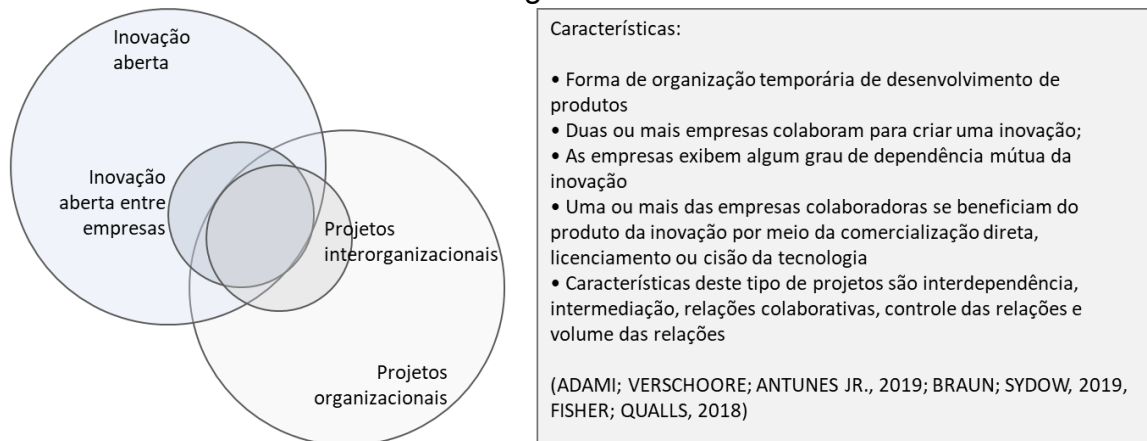 Inovação
aberta
Inovação
aberta entre
empresas
Projetos
interorganizacionais
Projetos
organizacionais
Características:
• Forma de organização temporária de desenvolvimento de
produtos
• Duas ou mais empresas colaboram para criar uma inovação;
• As empresas exibem algum grau de dependência mútua da
inovação
• Uma ou mais das empresas colaboradoras se beneficiam do
produto da inovação por meio da comercialização direta,
licenciamento ou cisão da tecnologia
• Características deste tipo de projetos são interdependência,
intermediação, relações colaborativas, controle das relações e
volume das relações
(ADAMI; VERSCHOORE; ANTUNES JR., 2019; BRAUN; SYDOW, 2019,
FISHER; QUALLS, 2018)